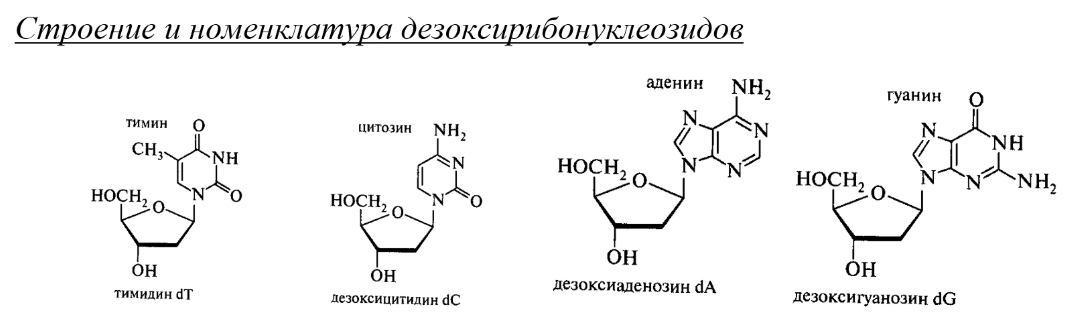 Строение и номенклатура дезоксирибонуклеозидов
тимин
O
CH₃
NH
N
O
HOCH₂
O
OH
тимидин dT
цитозин
NH₂
N
N
O
HOCH₂
O
OH
дезоксицитидин dC
аденин
NH₂
N
N
N
N
HOCH₂
O
OH
дезоксиаденозин dA
гуанин
O
N
NH
N
N
NH₂
HOCH₂
O
OH
дезоксигуанозин dG